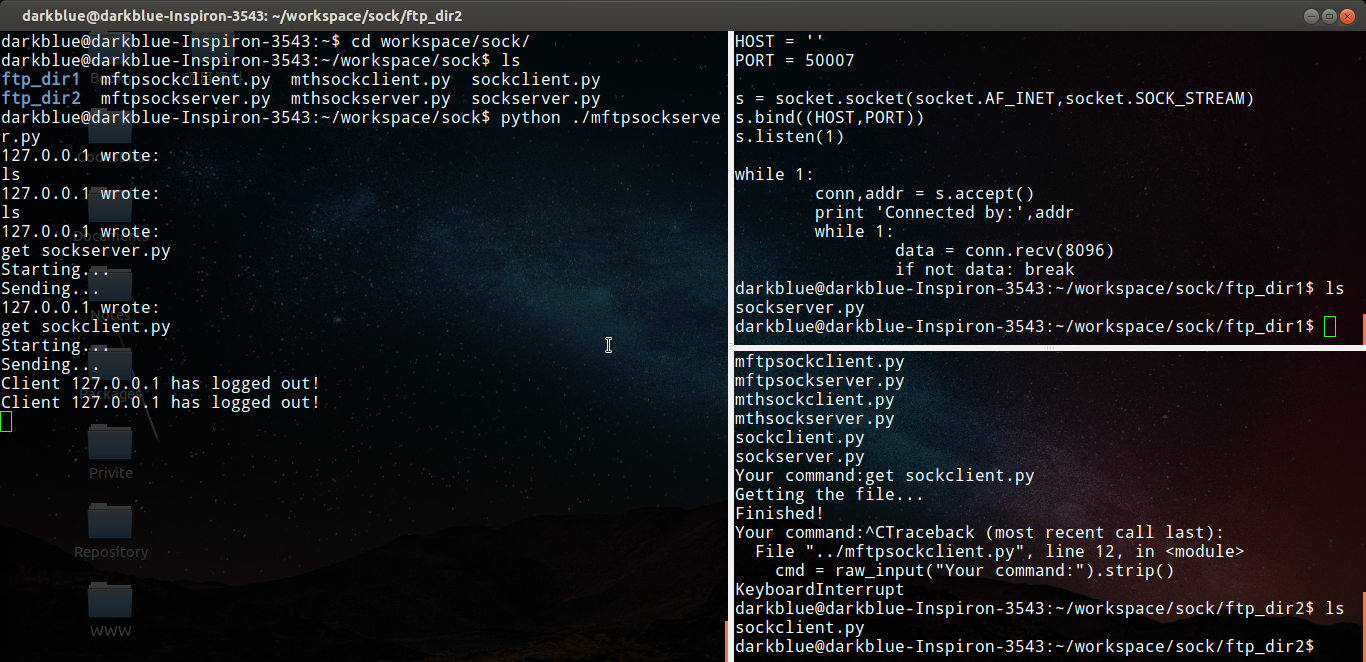 darkblue@darkblue-Inspiron-3543: ~/workspace/sock/ftp_dir2
darkblue@darkblue-Inspiron-3543:~$ cd workspace/sock/
darkblue@darkblue-Inspiron-3543:~/workspace/sock$ ls
ftp_dir1  mftpsockclient.py  mthsockclient.py  sockclient.py
ftp_dir2  mftpsockserver.py  mthsockserver.py  sockserver.py
darkblue@darkblue-Inspiron-3543:~/workspace/sock$ python ./mftpsockserve
r.py
127.0.0.1 wrote:
ls
127.0.0.1 wrote:
ls
127.0.0.1 wrote:
get sockserver.py
Starting...
Sending...
127.0.0.1 wrote:
get sockclient.py
Starting...
Sending...
Client 127.0.0.1 has logged out!
Client 127.0.0.1 has logged out!
Documents
Notes
Packages
Privite
Repository
WWW
HOST = ''
PORT = 50007
s = socket.socket(socket.AF_INET,socket.SOCK_STREAM)
s.bind((HOST,PORT))
s.listen(1)
while 1:
        conn,addr = s.accept()
        print 'Connected by:',addr
        while 1:
                data = conn.recv(8096)
                if not data: break
darkblue@darkblue-Inspiron-3543:~/workspace/sock/ftp_dir1$ ls
sockserver.py
darkblue@darkblue-Inspiron-3543:~/workspace/sock/ftp_dir1$
mftpsockclient.py
mftpsockserver.py
mthsockclient.py
mthsockserver.py
sockclient.py
sockserver.py
Your command:get sockclient.py
Getting the file...
Finished!
Your command:^CTraceback (most recent call last):
  File "../mftpsockclient.py", line 12, in <module>
    cmd = raw_input("Your command:").strip()
KeyboardInterrupt
darkblue@darkblue-Inspiron-3543:~/workspace/sock/ftp_dir2$ ls
sockclient.py
darkblue@darkblue-Inspiron-3543:~/workspace/sock/ftp_dir2$